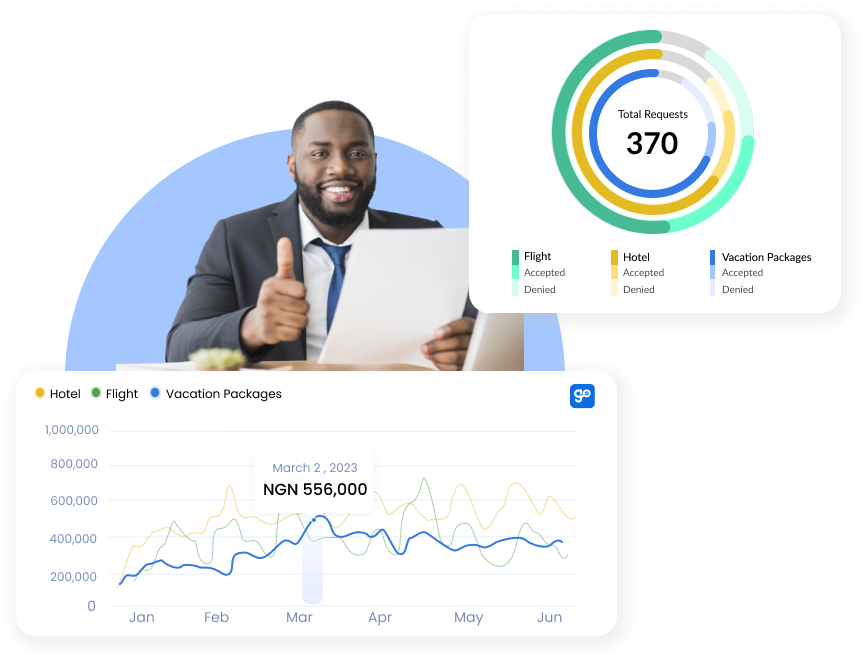 Total Requests
370
Flight
Accepted
Denied
Hotel
Accepted
Denied
Vacation Packages
Accepted
Denied
Hotel
Flight
Vacation Packages
go
1,000,000
800,000
600,000
400,000
200,000
0
March 2 , 2023
NGN 556,000
Jan
Feb
Mar
Apr
May
Jun